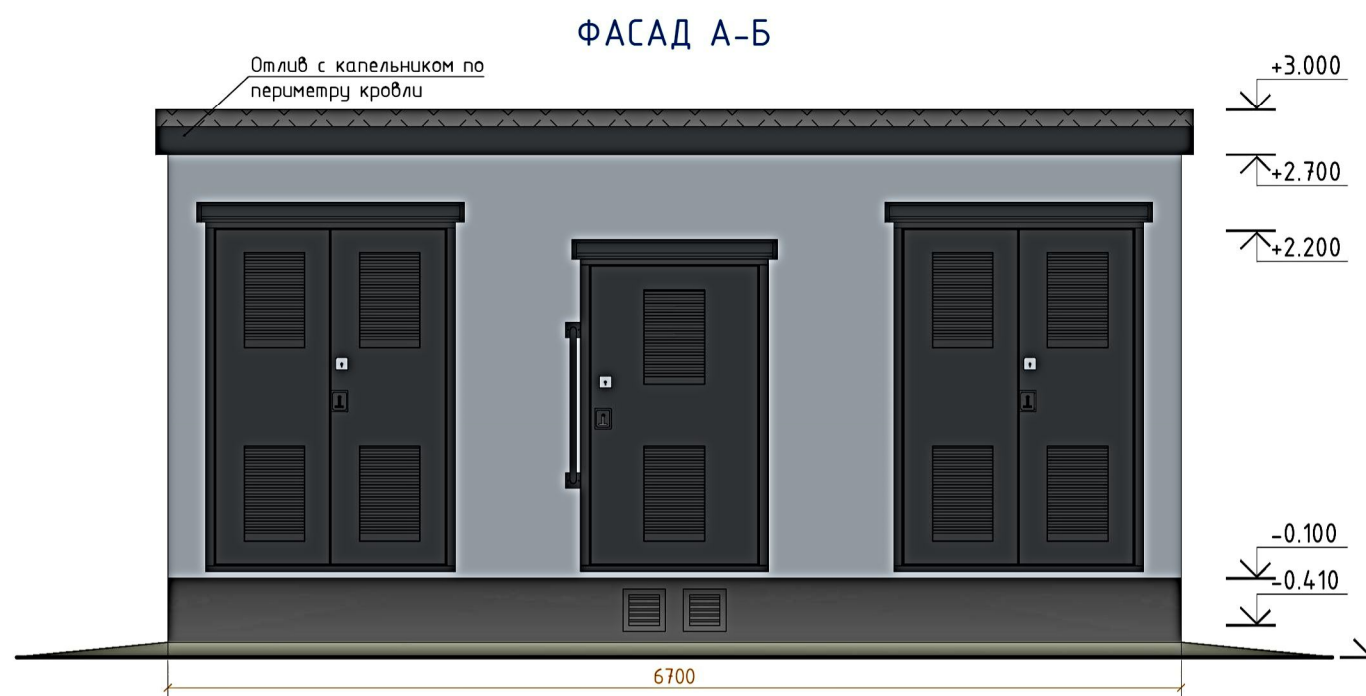 ФАСАД А-Б
Отлив с капельником по
периметру кровли
+3.000
+2.700
+2.200
-0.100
-0.410
6700